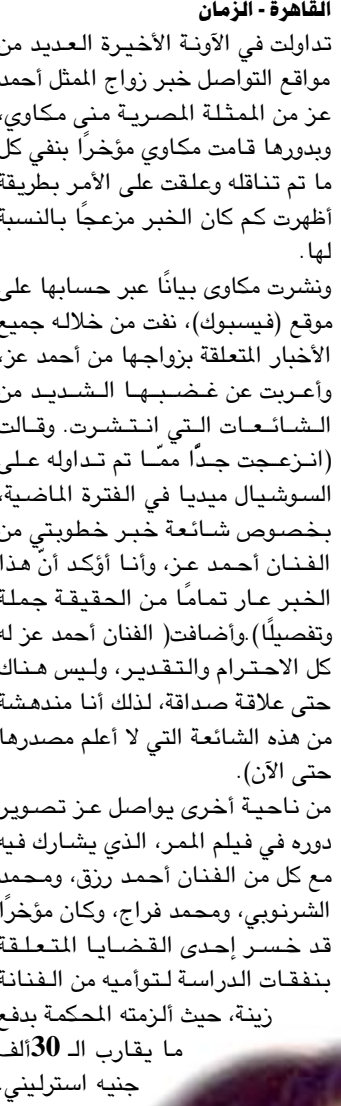 القاهرة - الزمان
تداولت في الآونة الأخيرة العديد من
مواقع التواصل خبر زواج الممثل أحمد
عز من الممثلة المصرية منى مكاوي،
وبدورها قامت مكاوي مؤخرًا بنفي كل
ما تم تناقله وعلقت على الأمر بطريقة
أظهرت كم كان الخبر مزعجًا بالنسبة
لها.
ونشرت مكاوى بيانًا عبر حسابها على
موقع (فيسبوك)، نفت من خلاله جميع
الأخبار المتعلقة بزواجها من أحمد عز،
وأعربت عن غضبها الشديد من
الشائعات التي انتشرت. وقالت
(انزعجت جدًّا ممّا تم تداوله على
السوشيال ميديا في الفترة الماضية،
بخصوص شائعة خبر خطوبتي من
الفنان أحمد عز، وأنا أؤكد أنّ هذا
الخبر عار تمامًا من الحقيقة جملة
وتفصيلًا).وأضافت( الفنان أحمد عز له
كل الاحترام والتقدير، وليس هناك
حتى علاقة صداقة، لذلك أنا مندهشة
من هذه الشائعة التي لا أعلم مصدرها
حتى الآن).
من ناحية أخرى يواصل عز تصوير
دوره في فيلم الممر، الذي يشارك فيه
مع كل من الفنان أحمد رزق، ومحمد
الشرنوبي، ومحمد فراج، وكان مؤخرًا
قد خسر إحدى القضايا المتعلقة
بنفقات الدراسة لتوأميه من الفنانة
زينة، حيث ألزمته المحكمة بدفع
ما يقارب الـ 30ألف
جنيه استرليني.